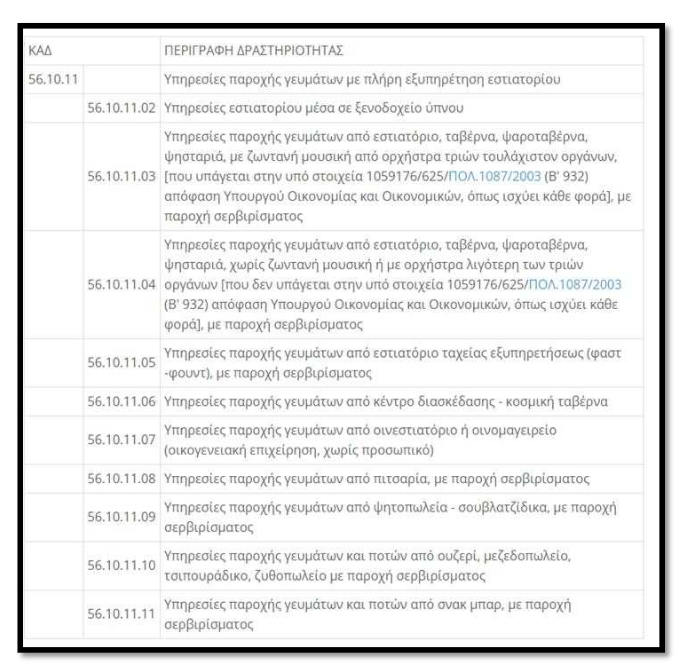 ΚΑΔ ΠΕΡΙΓΡΑΦΗ ΔΡΑΣΤΗΡΙΟΤΗΤΑΣ
56.10.11 Υπηρεσίες παροχής γευμάτων με πλήρη εξυπηρέτηση εστιατορίου
56.10.11.02 Υπηρεσίες εστιατορίου μέσα σε ξενοδοχείο ύπνου
Υπηρεσίες παροχής γευμάτων από εστιατόριο, ταβέρνα, ψαροταβέρνα,
ψησταριά, με ζωντανή μουσική από ορχήστρα τριών τουλάχιστον οργάνων,
56.10.11.03 [που υπάγεται στην υπό στοιχεία 1059176/625/ΠΟΛ.1087/2003 (Β' 932)
απόφαση Υπουργού Οικονομίας και Οικονομικών, όπως ισχύει κάθε φορά], με
παροχή σερβιρίσματος
Υπηρεσίες παροχής γευμάτων από εστιατόριο, ταβέρνα, ψαροταβέρνα,
ψησταριά, χωρίς ζωντανή μουσική ή με ορχήστρα λιγότερη των τριών
56.10.11.04 οργάνων [που δεν υπάγεται στην υπό στοιχεία 1059176/625/ΠΟΛ.1087/2003
(Β' 932) απόφαση Υπουργού Οικονομίας και Οικονομικών, όπως ισχύει κάθε
φορά], με παροχή σερβιρίσματος
56.10.11.05 Υπηρεσίες παροχής γευμάτων από εστιατόριο ταχείας εξυπηρετήσεως (φαστ
-φουντ), με παροχή σερβιρίσματος
56.10.11.06 Υπηρεσίες παροχής γευμάτων από κέντρο διασκέδασης - κοσμική ταβέρνα
56.10.11.07 Υπηρεσίες παροχής γευμάτων από οινεστιατόριο ή οινομαγειρείο
(οικογενειακή επιχείρηση, χωρίς προσωπικό)
56.10.11.08 Υπηρεσίες παροχής γευμάτων από πιτσαρία, με παροχή σερβιρίσματος
56.10.11.09 Υπηρεσίες παροχής γευμάτων από ψητοπωλεία - σουβλατζίδικα, με παροχή
σερβιρίσματος
56.10.11.10 Υπηρεσίες παροχής γευμάτων και ποτών από ουζερί, μεζεδοπωλείο,
τσιπουράδικο, ζυθοπωλείο με παροχή σερβιρίσματος
56.10.11.11 Υπηρεσίες παροχής γευμάτων και ποτών από σνακ μπαρ, με παροχή
σερβιρίσματος